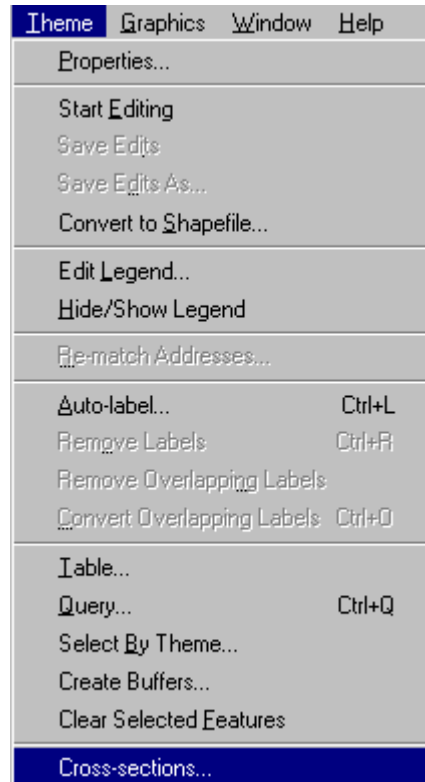 Theme Graphics Window Help
Properties...
Start Editing
Save Edits
Save Edits As...
Convert to Shapefile...
Edit Legend...
Hide/Show Legend
Re-match Addresses...
Auto-label... Ctrl+L
Remove Labels Ctrl+R
Remove Overlapping Labels
Convert Overlapping Labels Ctrl+O
Table...
Query... Ctrl+Q
Select By Theme...
Create Buffers...
Clear Selected Features
Cross-sections...